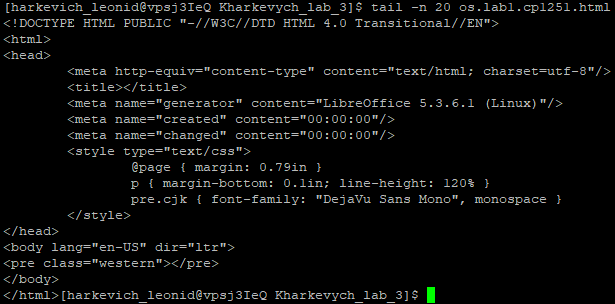 [harkevich_leonid@vpsj3IeQ Kharkevych_lab_3]$ tail -n 20 os.lab1.cp1251.html
<!DOCTYPE HTML PUBLIC "-//W3C//DTD HTML 4.0 Transitional//EN">
<html>
<head>
        <meta http-equiv="content-type" content="text/html; charset=utf-8"/>
        <title></title>
        <meta name="generator" content="LibreOffice 5.3.6.1 (Linux)"/>
        <meta name="created" content="00:00:00"/>
        <meta name="changed" content="00:00:00"/>
        <style type="text/css">
                @page { margin: 0.79in }
                p { margin-bottom: 0.1in; line-height: 120% }
                pre.cjk { font-family: "DejaVu Sans Mono", monospace }
        </style>
</head>
<body lang="en-US" dir="ltr">
<pre class="western"></pre>
</body>
</html>[harkevich_leonid@vpsj3IeQ Kharkevych_lab_3]$